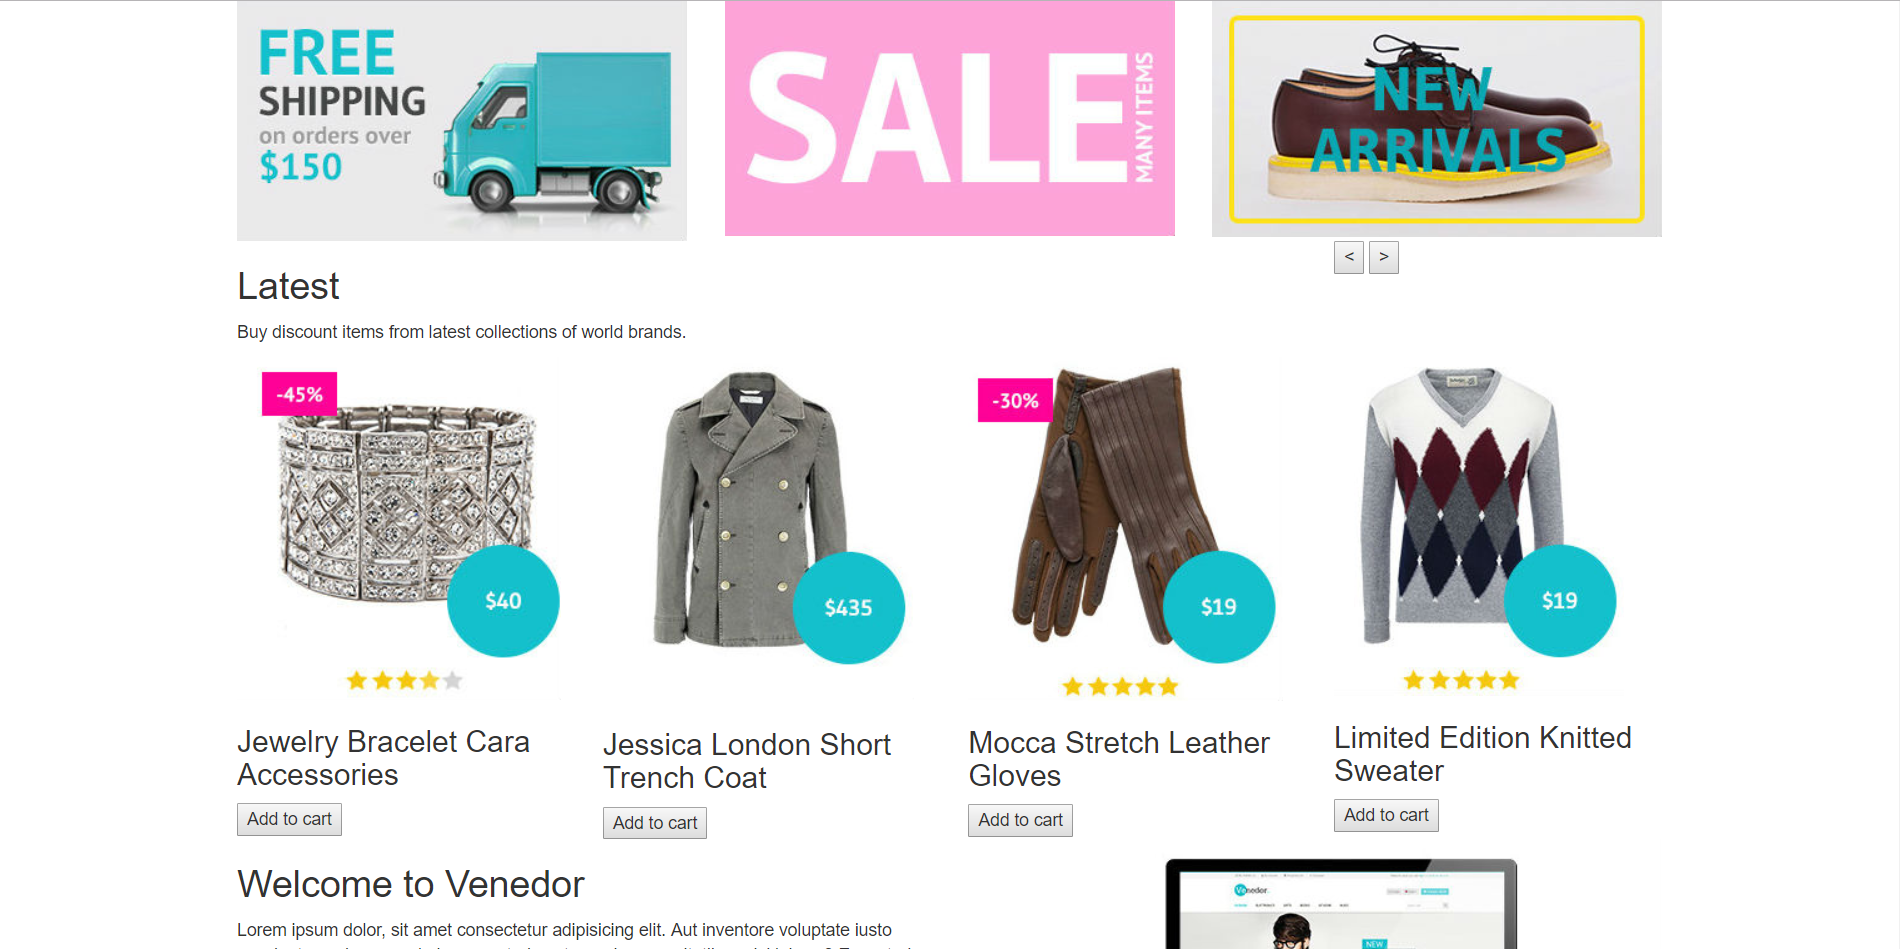 FREE
SHIPPING
on orders over
$150
SALE
MANY ITEMS
NEW
ARRIVALS
< >
Latest
Buy discount items from latest collections of world brands.
-45%
$40
$435
-30%
$19
$19
Jewelry Bracelet Cara
Accessories
Add to cart
Jessica London Short
Trench Coat
Add to cart
Mocca Stretch Leather
Gloves
Add to cart
Limited Edition Knitted
Sweater
Add to cart
Welcome to Venedor
Lorem ipsum dolor, sit amet consectetur adipisicing elit. Aut inventore voluptate iusto
Venedor
NEW